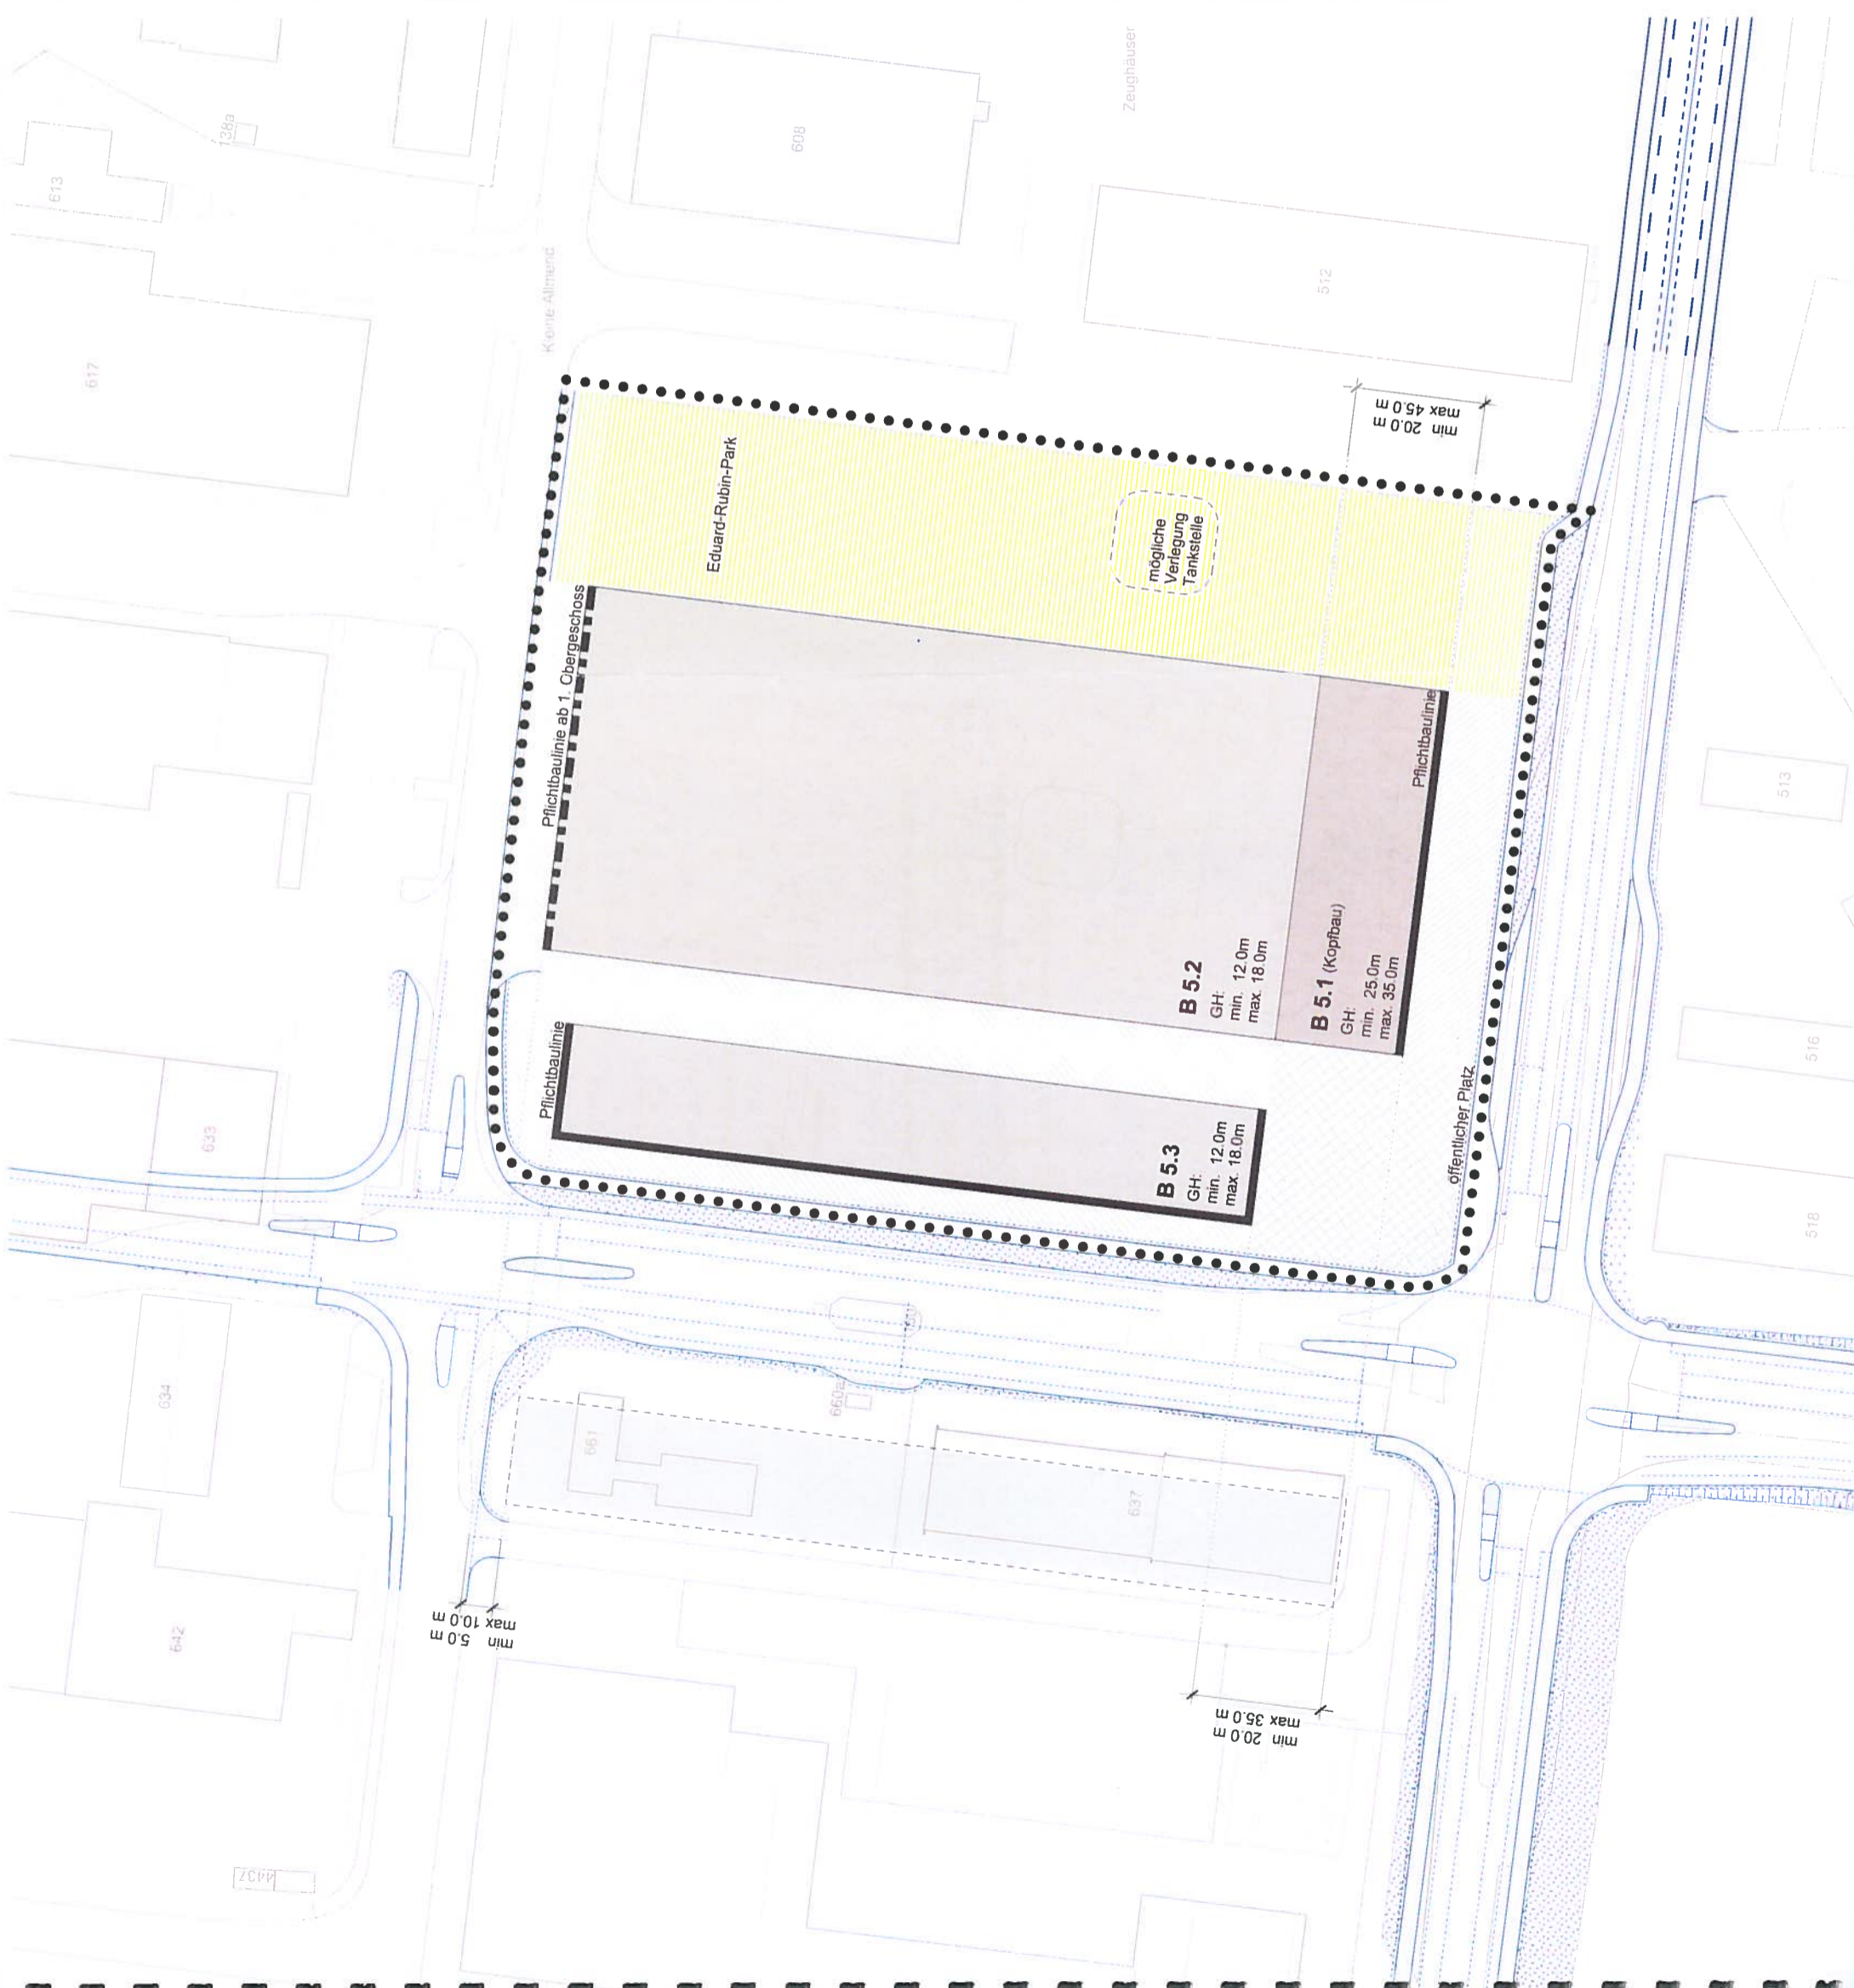 Zeughäuser
138a
613
608
Kleine Allmend
512
617
min 20.0 m
max 45.0 m
Eduard-Rubin-Park
mögliche
Verlegung
Tankstelle
Pflichtbaulinie ab 1. Obergeschoss
Pflichtbaulinie
513
B 5.2
GH:
min. 12.0m
max. 18.0m
B 5.1 (Kopfbau)
GH:
min. 25.0m
max. 35.0m
516
Pflichtbaulinie
633
öffentlicher Platz
B 5.3
GH:
min. 12.0m
max. 18.0m
518
634
660a
661
637
642
min 5.0 m
max 10.0 m
min 20.0 m
max 35.0 m
4437